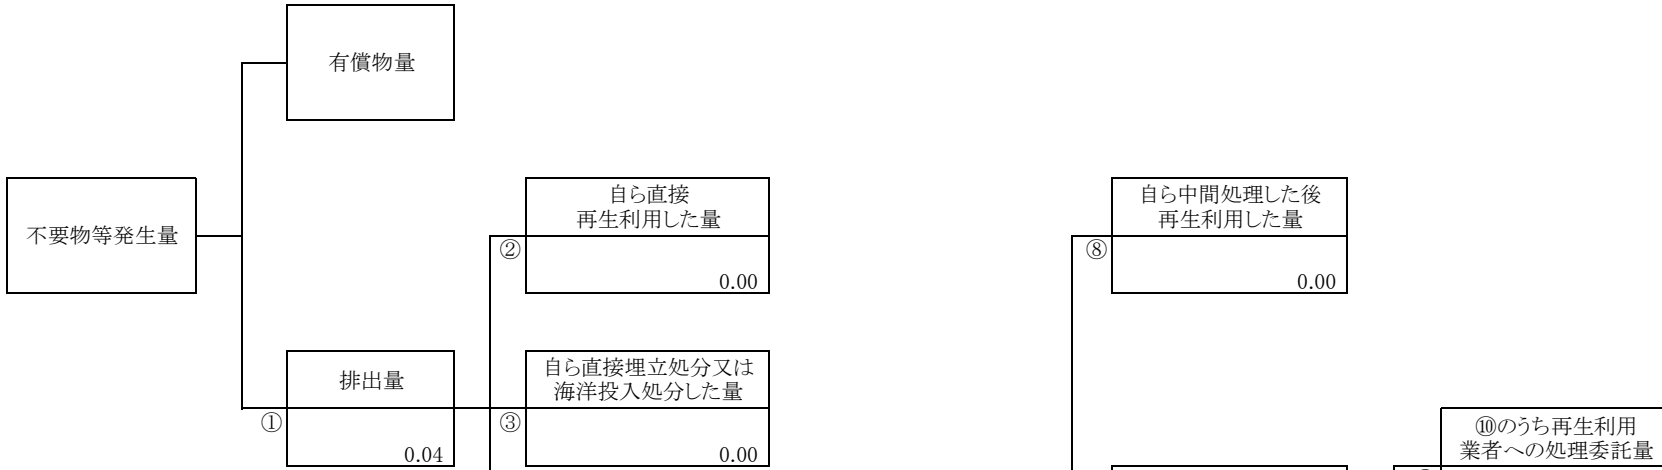 有償物量
不要物等発生量
自ら直接
再生利用した量
②
0.00
自ら中間処理した後
再生利用した量
⑧
0.00
排出量
①
0.04
自ら直接埋立処分又は
海洋投入処分した量
③
0.00
⑩のうち再生利用
業者への処理委託量